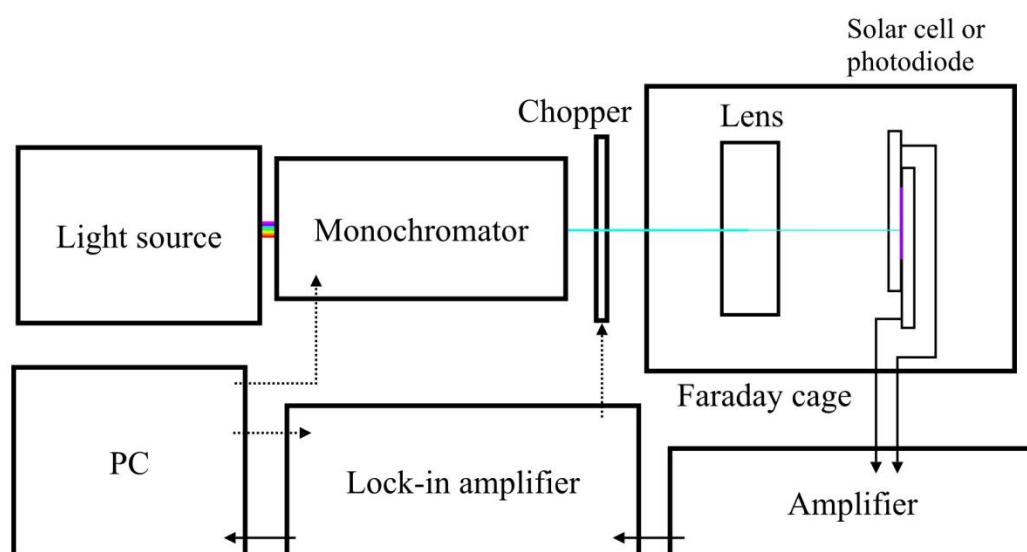 Solar cell or
photodiode
Chopper
Lens
Light source
Monochromator
Faraday cage
PC
Lock-in amplifier
Amplifier